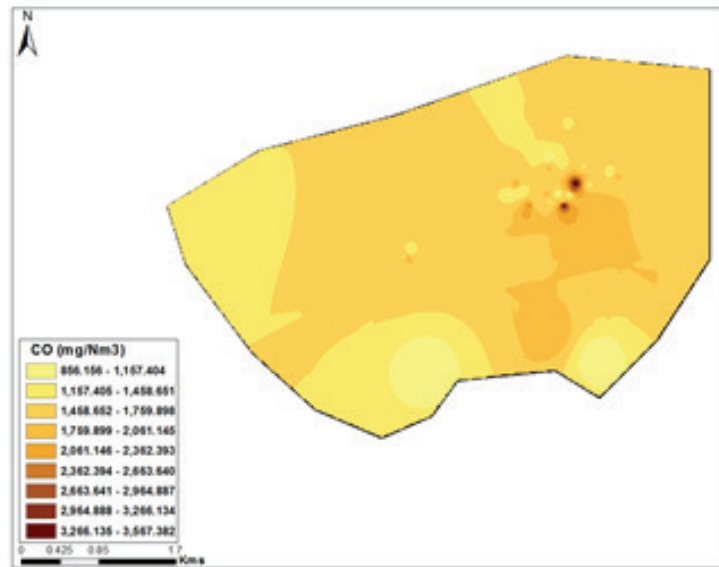 N
CO (mg/Nm3)
856.156 - 1,157.404
1,157.405 - 1,458.651
1,458.652 - 1,759.898
1,759.899 - 2,061.145
2,061.146 - 2,362.393
2,362.394 - 2,663.640
2,663.641 - 2,964.887
2,964.888 - 3,266.134
3,266.135 - 3,567.382
0 0.425 0.85 1.7
Kms